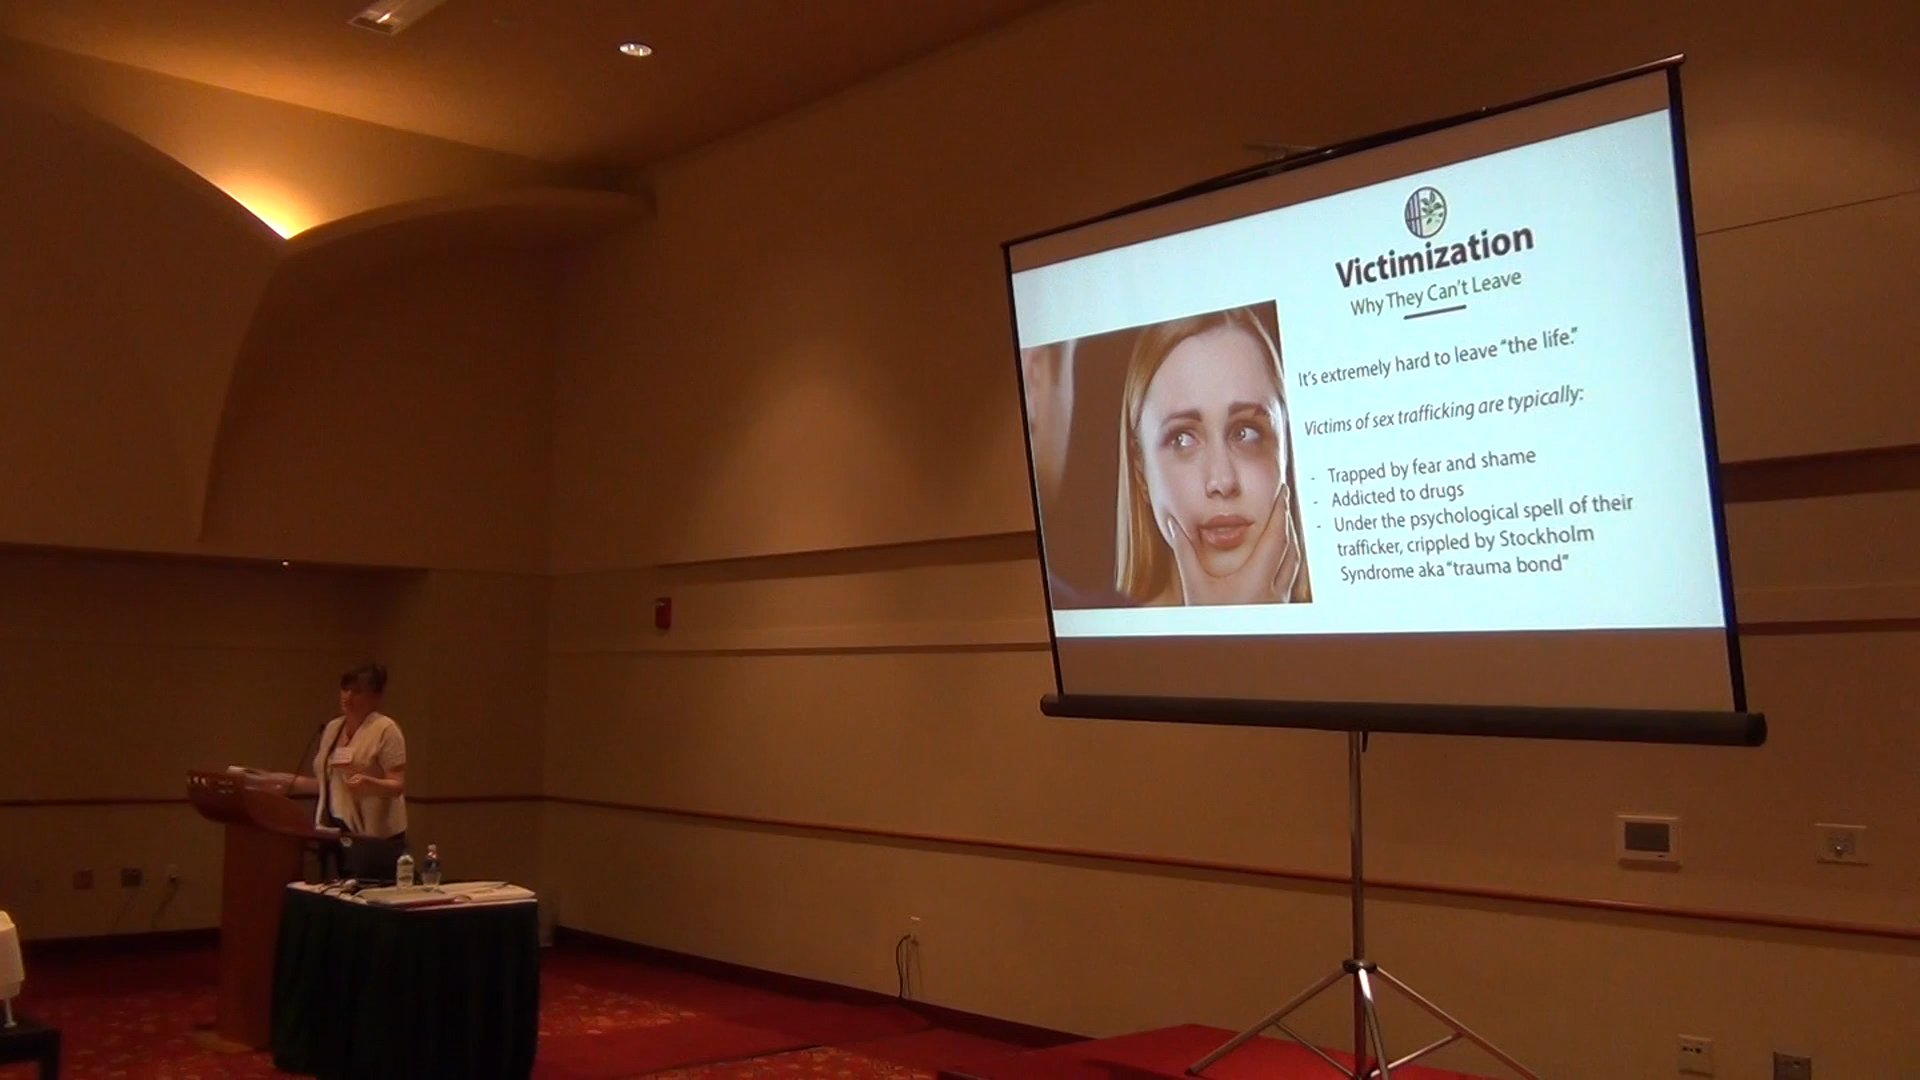 Victimization
Why They Can't Leave
It's extremely hard to leave "the life."
Victims of sex trafficking are typically:
- Trapped by fear and shame
- Addicted to drugs
- Under the psychological spell of their
trafficker, crippled by Stockholm
Syndrome aka "trauma bond"